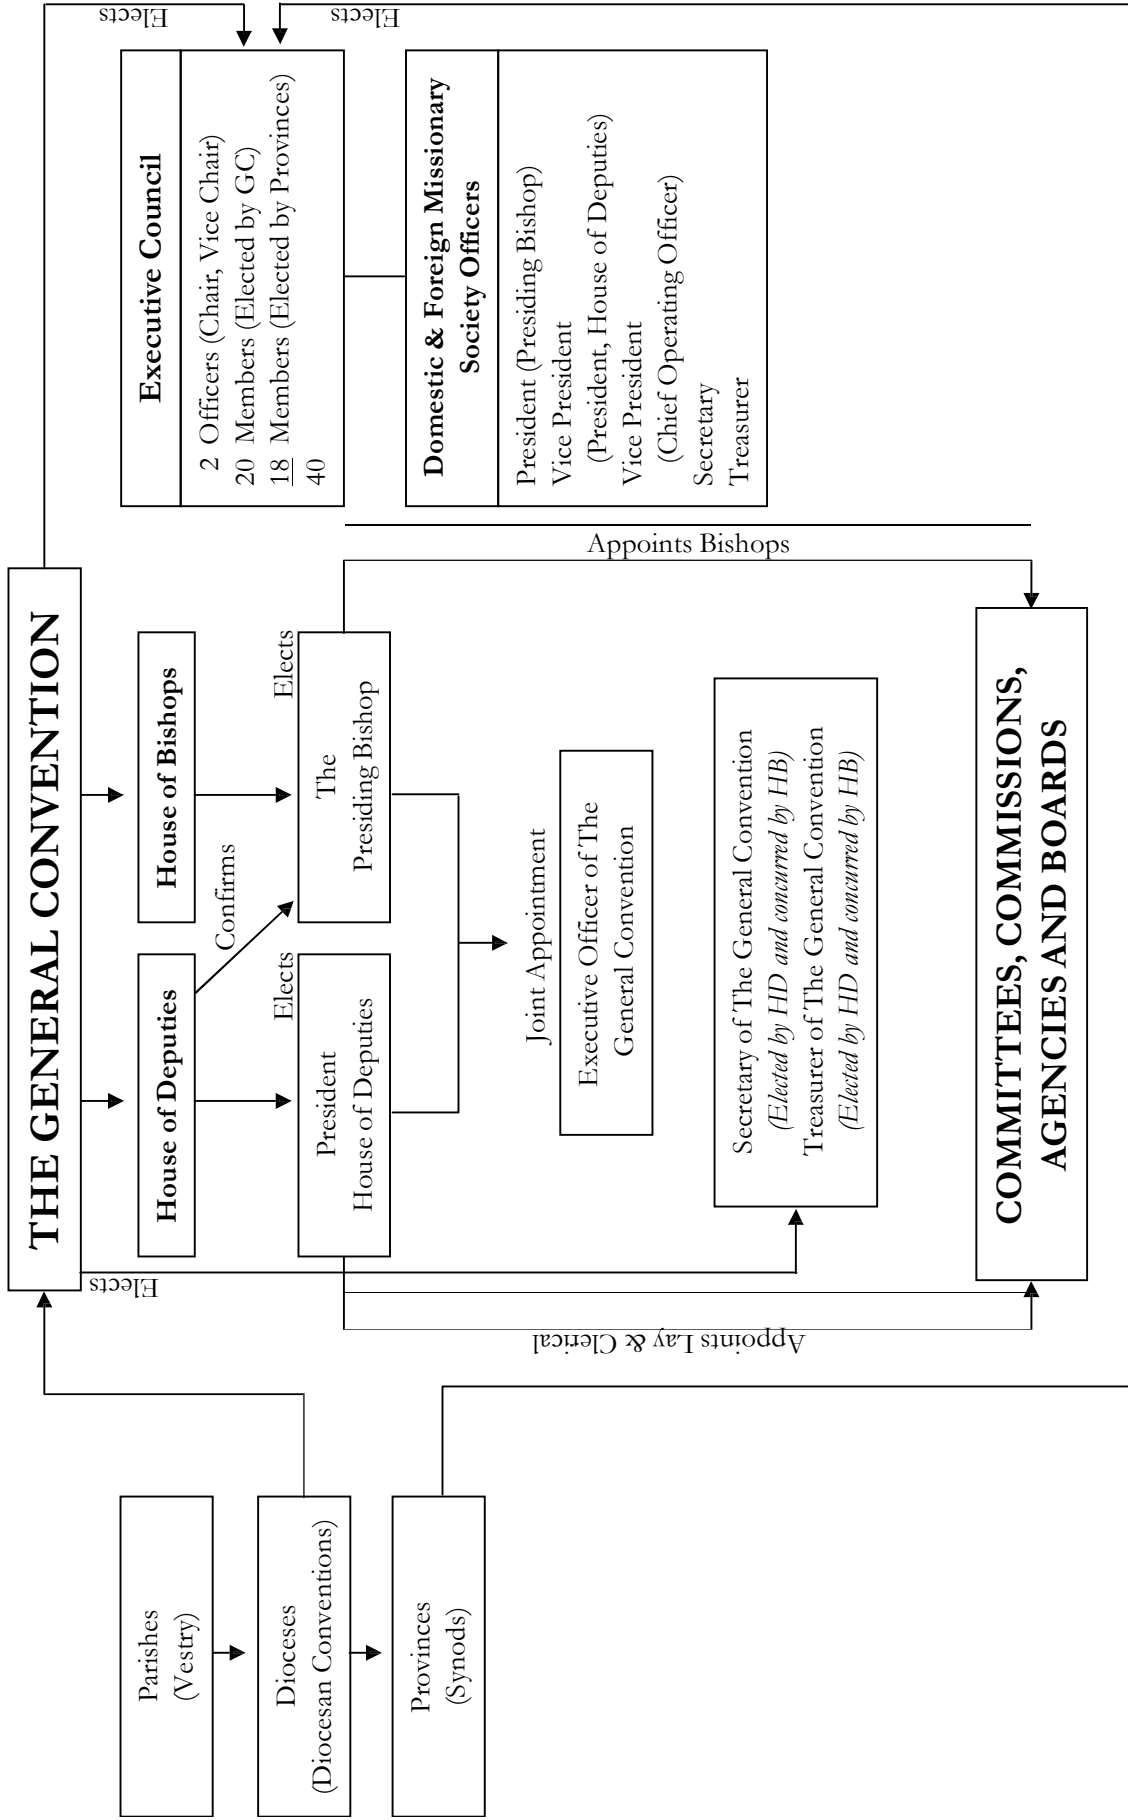 THE GENERAL CONVENTION
Parishes
(Vestry)
Dioceses
(Diocesan Conventions)
Provinces
(Synods)
Elects
House of Deputies
House of Bishops
Confirms
Elects
Elects
President
House of Deputies
The
Presiding Bishop
Joint Appointment
Executive Officer of The
General Convention
Secretary of The General Convention
(Elected by HD and concurred by HB)
Treasurer of The General Convention
(Elected by HD and concurred by HB)
Appoints Lay & Clerical
Appoints Bishops
COMMITTEES, COMMISSIONS,
AGENCIES AND BOARDS
Elects
Elects
Executive Council
2 Officers (Chair, Vice Chair)
20 Members (Elected by GC)
18 Members (Elected by Provinces)
40
Domestic & Foreign Missionary
Society Officers
President (Presiding Bishop)
Vice President
(President, House of Deputies)
Vice President
(Chief Operating Officer)
Secretary
Treasurer